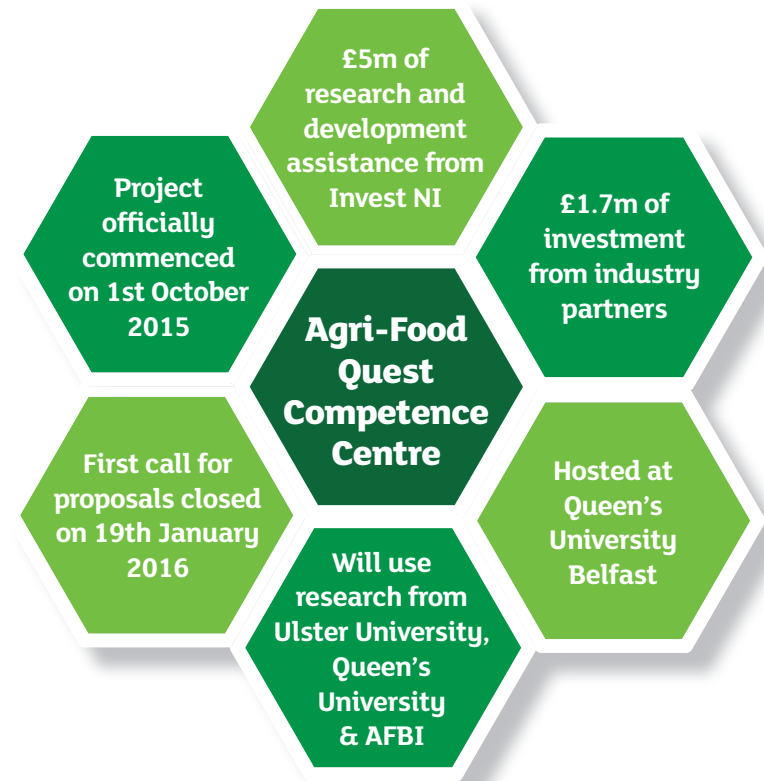 £5m of
research and
development
assistance from
Invest NI
Project
officially
commenced
on 1st October
2015
£1.7m of
investment
from industry
partners
Agri-Food
Quest
Competence
Centre
First call for
proposals closed
on 19th January
2016
Hosted at
Queen's
University
Belfast
Will use
research from
Ulster University,
Queen's
University
& AFBI